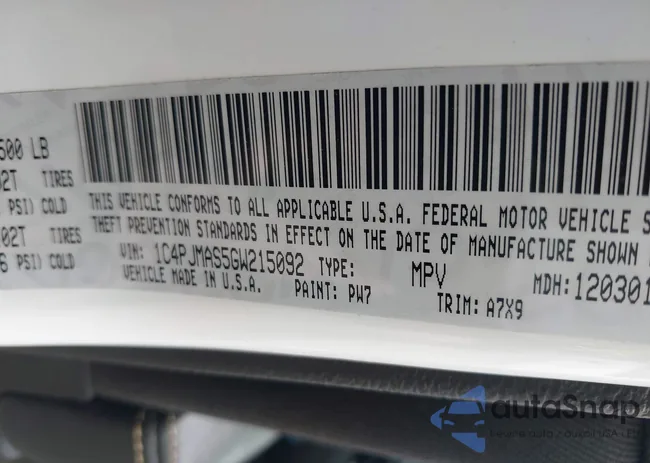 500 LB
02T TIRES
PSI) COLD
02T TIRES
6 PSI) COLD
THIS VEHICLE CONFORMS TO ALL APPLICABLE U.S.A. FEDERAL MOTOR VEHICLE S
THEFT PREVENTION STANDARDS IN EFFECT ON THE DATE OF MANUFACTURE SHOWN
VIN: 1C4PJMAS5GW215092 TYPE: MPV MDH:120301
VEHICLE MADE IN U.S.A. PAINT: PW7 TRIM: A7X9
autoSnap